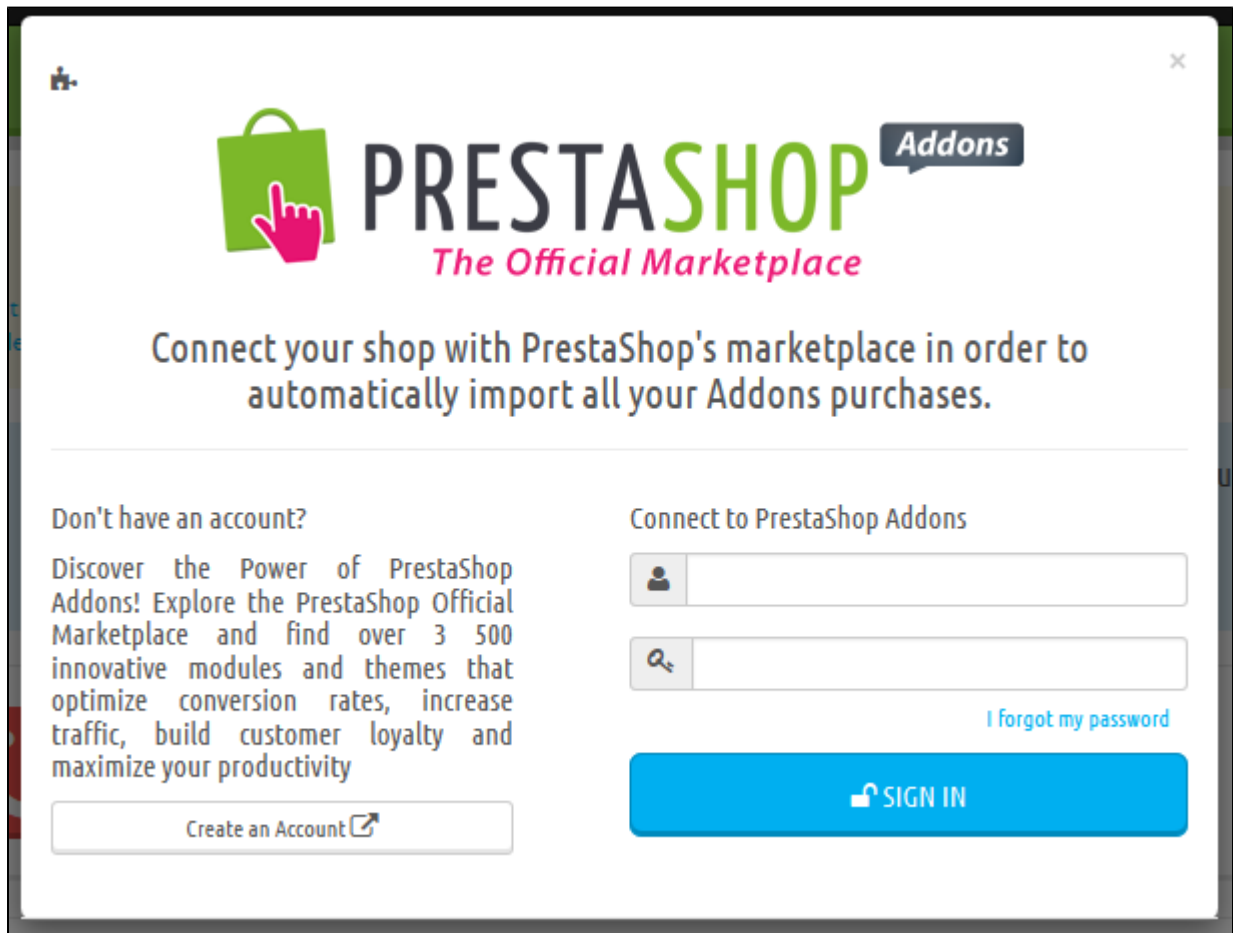 ×
PRESTASHOP Addons
The Official Marketplace
Connect your shop with PrestaShop's marketplace in order to
automatically import all your Addons purchases.
Don't have an account?
Discover the Power of PrestaShop
Addons! Explore the PrestaShop Official
Marketplace and find over 3 500
innovative modules and themes that
optimize conversion rates, increase
traffic, build customer loyalty and
maximize your productivity
Create an Account
Connect to PrestaShop Addons
I forgot my password
SIGN IN